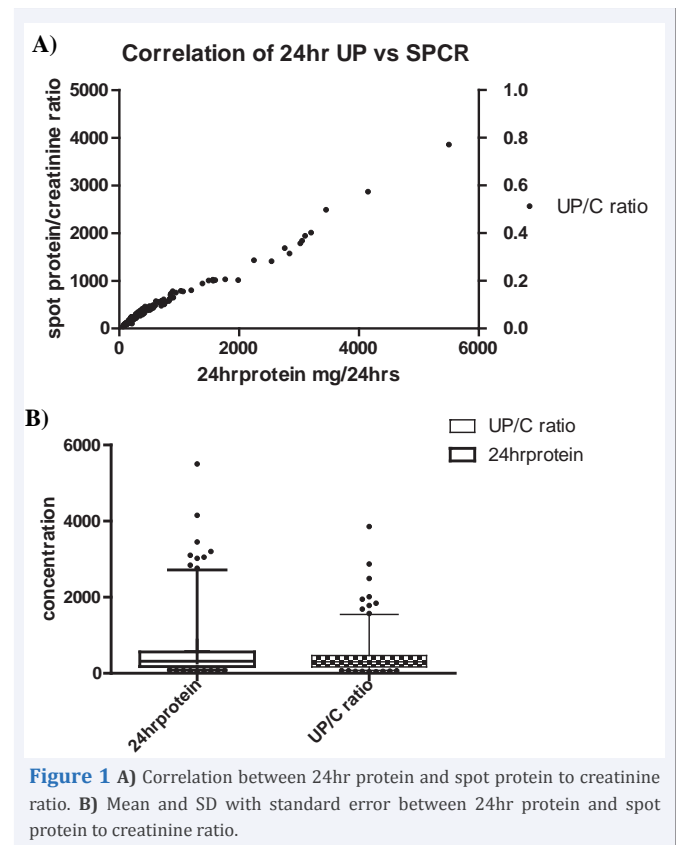 A)
Correlation of 24hr UP vs SPCR
spot protein/creatinine ratio
5000
4000
3000
2000
1000
0
1.0
0.8
0.6
0.4
0.2
0.0
UP/C ratio
0 2000 4000 6000
24hrprotein mg/24hrs
B)
UP/C ratio
24hrprotein
concentration
6000
4000
2000
0
24hrprotein
UP/C ratio
Figure 1 A) Correlation between 24hr protein and spot protein to creatinine
ratio. B) Mean and SD with standard error between 24hr protein and spot
protein to creatinine ratio.